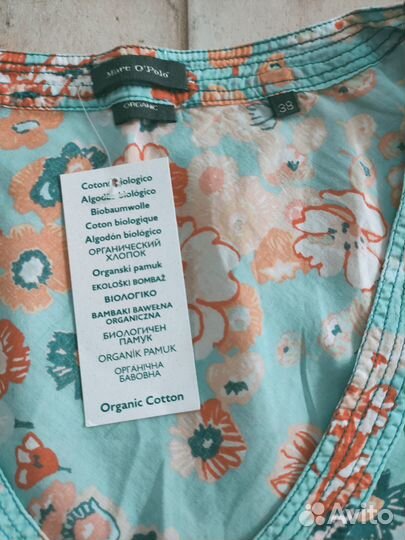 Marc O'Polo
ORGANIC
38
Cotone biologico
Algodão biológico
Biobaumwolle
Coton biologique
Algodón biológico
ОРГАНИЧЕСКИЙ
ХЛОПОК
Organski pamuk
EKOLOŠKI BOMBAŽ
ΒΙΟΛΟΓΙΚΟ
ΒΑΜΒΑΚΙ BAWEŁNA
ORGANICZNA
БИОЛОГИЧЕН
ПАМУК
ORGANİK PAMUK
ОРГАНІЧНА
БАВОВНА
Organic Cotton
Avito